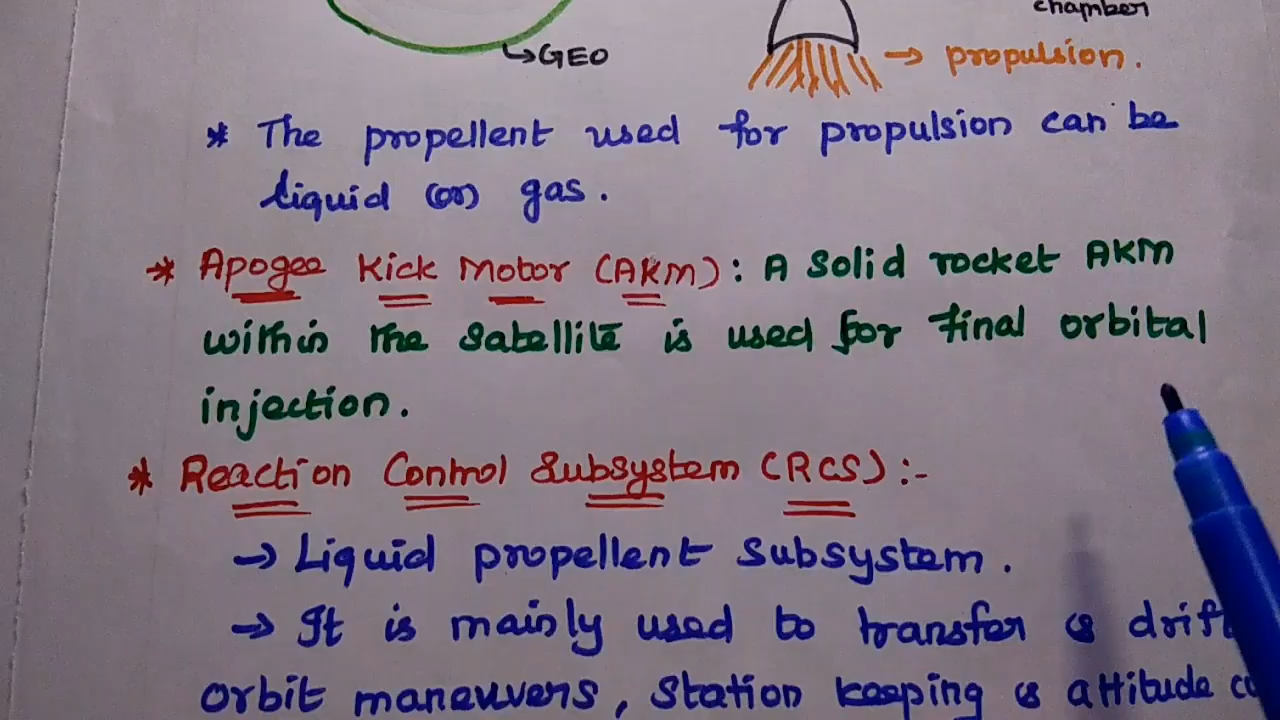 chamber
GEO
→ propulsion.
* The propellent used for propulsion can be
liquid (or) gas.
* Apogee Kick Motor (AKM): A Solid rocket AKM
within the satellite is used for final orbital
injection.
* Reaction Control Subsystem (RCS):-
→ Liquid propellent subsystem.
→ It is mainly used to transfer & drift
orbit maneuvers, station keeping & attitude